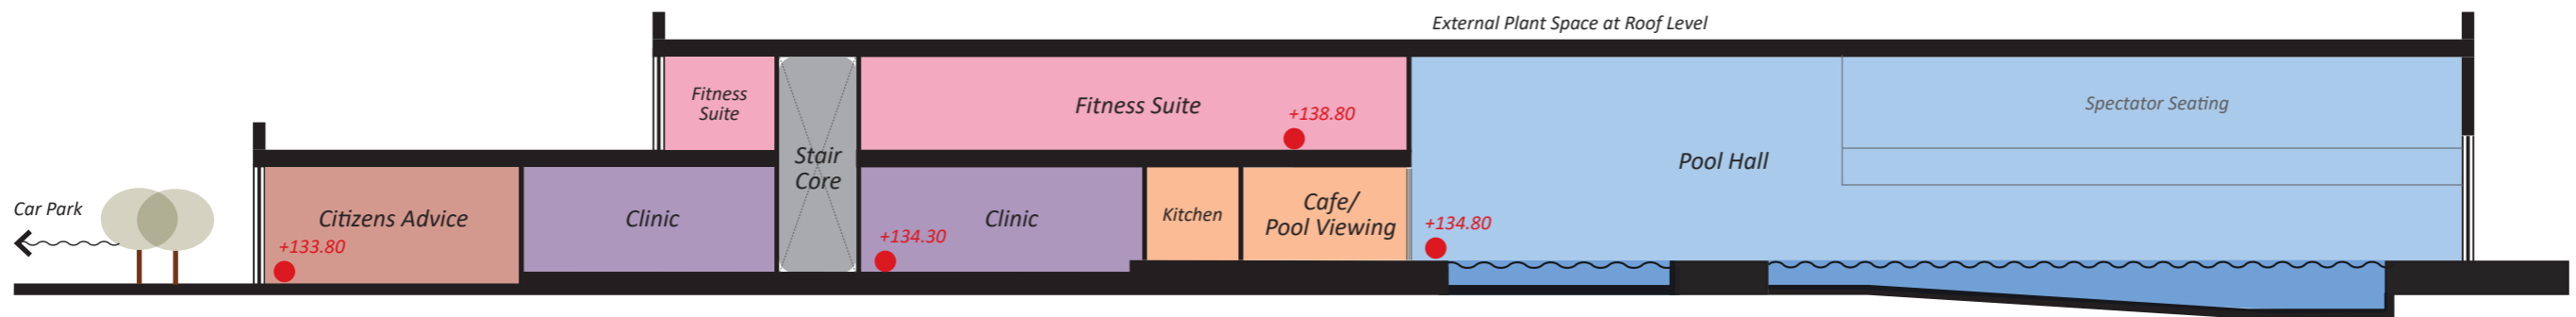 External Plant Space at Roof Level
Fitness
Suite
Fitness Suite
+138.80
Spectator Seating
Stair
Core
Pool Hall
Car Park
Citizens Advice
+133.80
Clinic
Clinic
+134.30
Kitchen
Cafe/
Pool Viewing
+134.80